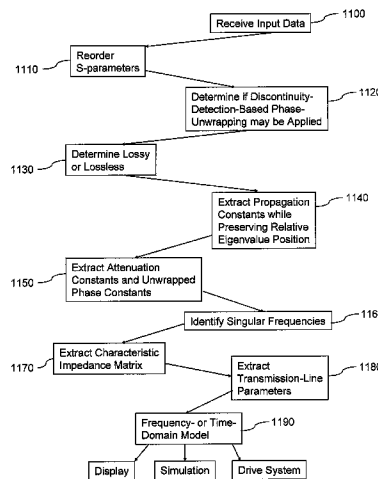 1100
Receive Input Data
1110
Reorder
S-parameters
1120
Determine if Discontinuity-
Detection-Based Phase-
Unwrapping may be Applied
1130
Determine Lossy
or Lossless
1140
Extract Propagation
Constants while
Preserving Relative
Eigenvalue Position
1150
Extract Attenuation
Constants and Unwrapped
Phase Constants
116
Identify Singular Frequencies
1170
Extract Characteristic
Impedance Matrix
1180
Extract
Transmission-Line
Parameters
1190
Frequency- or Time-
Domain Model
Display
Simulation
Drive System